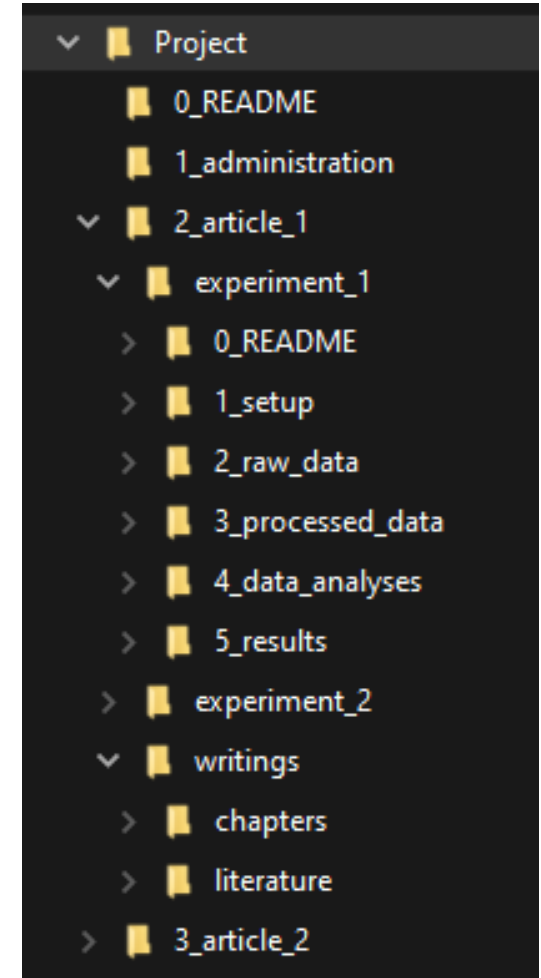 Project
0_README
1_administration
2_article_1
experiment_1
0_README
1_setup
2_raw_data
3_processed_data
4_data_analyses
5_results
experiment_2
writings
chapters
literature
3_article_2